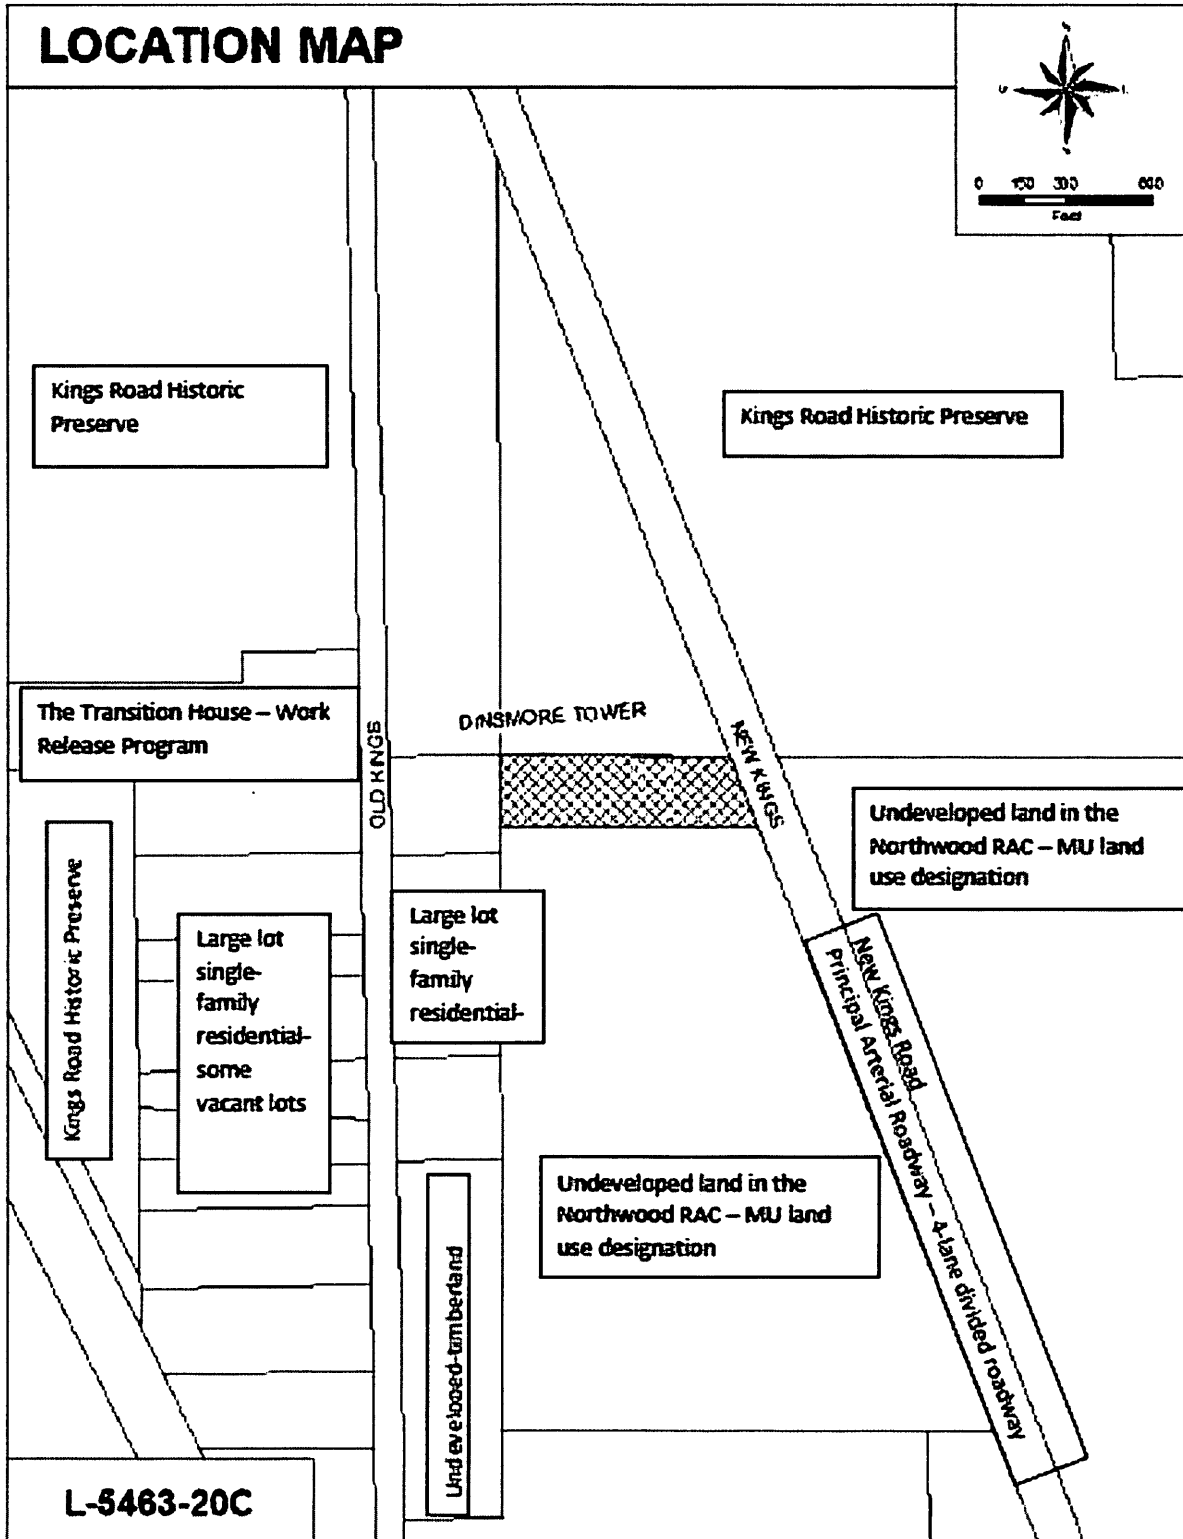 LOCATION MAP
0 150 300 600
Feet
Kings Road Historic
Preserve
Kings Road Historic Preserve
The Transition House – Work
Release Program
DINSMORE TOWER
OLD KINGS
NEW KINGS
Undeveloped land in the
Northwood RAC – MU land
use designation
Kings Road Historic Preserve
Large lot
single-
family
residential-
some
vacant lots
Large lot
single-
family
residential-
New Kings Road
Principal Arterial Roadway – 4-lane divided roadway
Undeveloped land in the
Northwood RAC – MU land
use designation
Undeveloped-timberland
L-5463-20C